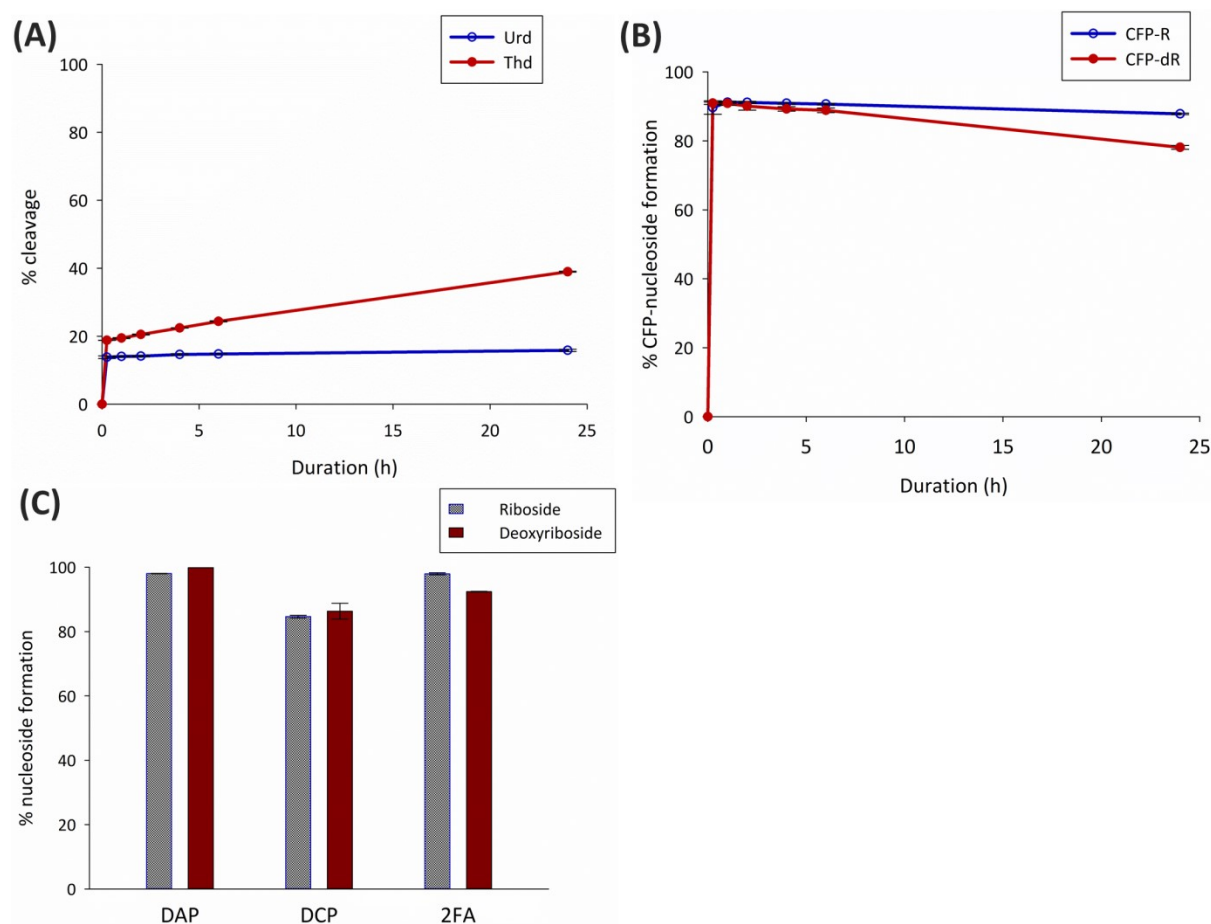 (A)
Urd
Thd
% cleavage
100
80
60
40
20
0
0 5 10 15 20 25
Duration (h)
(B)
CFP-R
CFP-dR
% CFP-nucleoside formation
100
80
60
40
20
0
0 5 10 15 20 25
Duration (h)
(C)
Riboside
Deoxyriboside
% nucleoside formation
100
80
60
40
20
0
DAP DCP 2FA